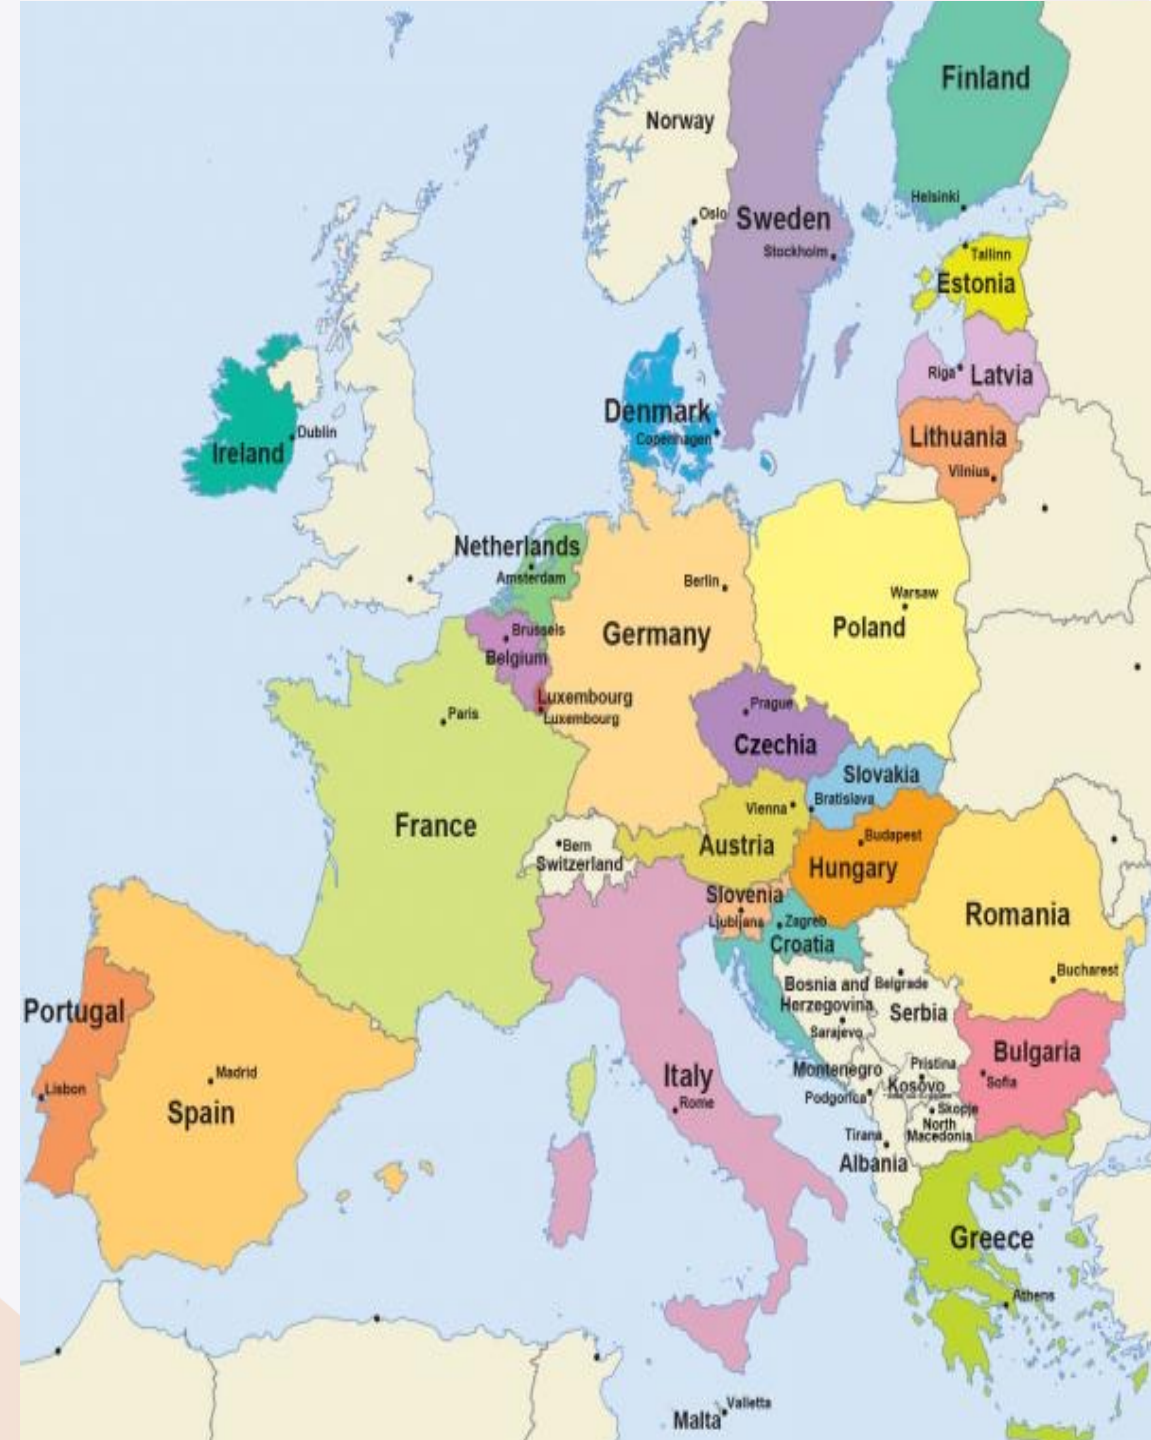 Finland
Norway
Helsinki
Oslo
Sweden
Stockholm
Tallinn
Estonia
Riga
Latvia
Denmark
Copenhagen
Dublin
Ireland
Lithuania
Vilnius
Netherlands
Amsterdam
Berlin
Warsaw
Brussels
Belgium
Germany
Poland
Luxembourg
Luxembourg
Paris
Prague
Czechia
Slovakia
Bratislava
Vienna
France
Bern
Switzerland
Austria
Budapest
Hungary
Slovenia
Ljubljana
Zagreb
Croatia
Romania
Bucharest
Bosnia and
Herzegovina
Sarajevo
Belgrade
Serbia
Portugal
Lisbon
Madrid
Spain
Italy
Rome
Montenegro
Podgorica
Pristina
Kosovo
Bulgaria
Sofia
Skopje
North
Macedonia
Tirana
Albania
Greece
Athens
Valletta
Malta